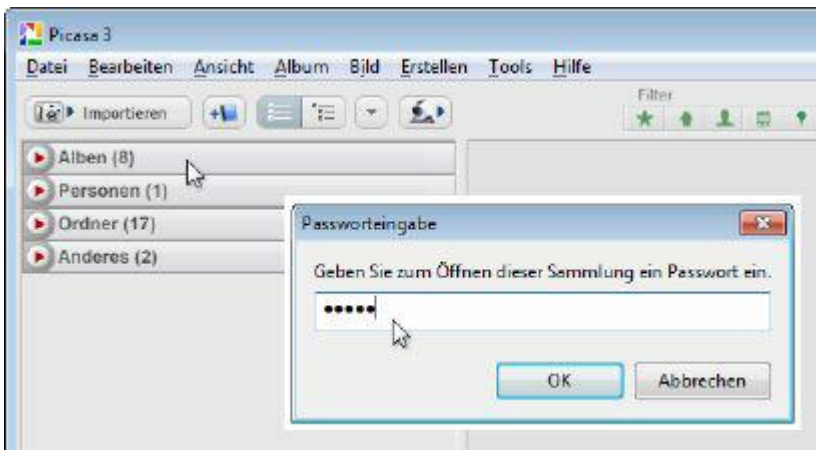 Picasa 3
Datei Bearbeiten Ansicht Album Bild Erstellen Tools Hilfe
Importieren
Filter
Alben (8)
Personen (1)
Ordner (17)
Anderes (2)
Passworteingabe
Geben Sie zum Öffnen dieser Sammlung ein Passwort ein.
•••••
OK Abbrechen